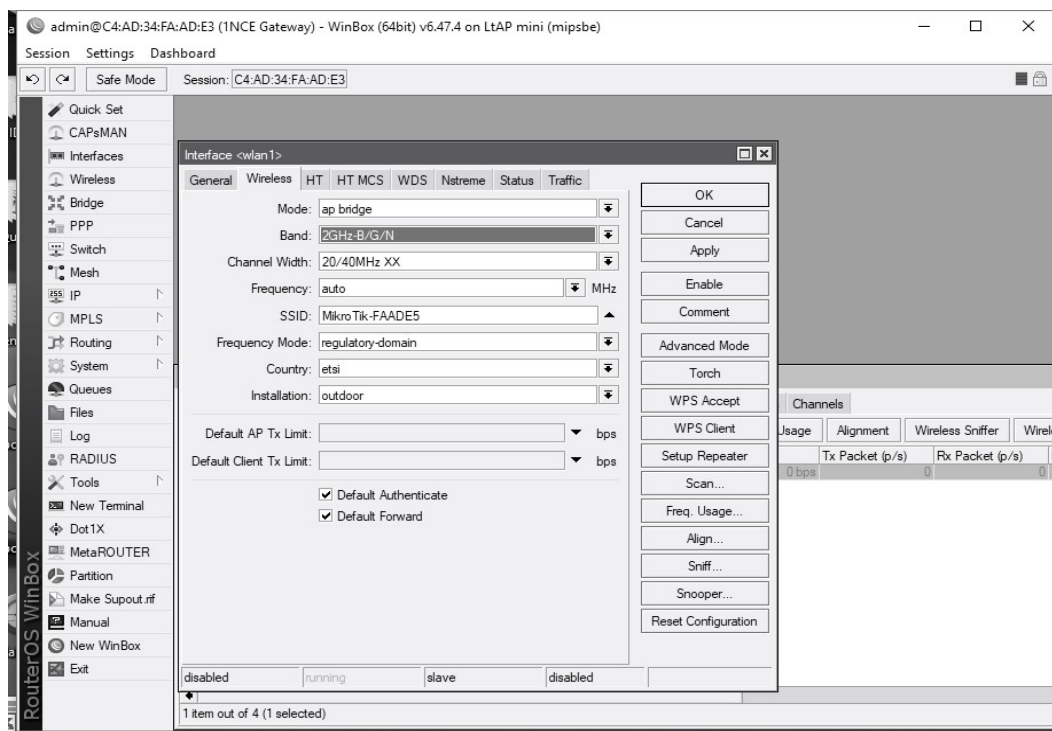 admin@C4:AD:34:FA:AD:E3 (1NCE Gateway) - WinBox (64bit) v6.47.4 on LtAP mini (mipsbe)
Session Settings Dashboard
Safe Mode Session: C4:AD:34:FA:AD:E3
Quick Set
CAPsMAN
Interfaces
Wireless
Bridge
PPP
Switch
Mesh
IP
MPLS
Routing
System
Queues
Files
Log
RADIUS
Tools
New Terminal
Dot1X
MetaROUTER
Partition
Make Supout.rif
Manual
New WinBox
Exit
RouterOS WinBox
Interface <wlan1>
General Wireless HT HT MCS WDS Nstreme Status Traffic
Mode: ap bridge
Band: 2GHz-B/G/N
Channel Width: 20/40MHz XX
Frequency: auto MHz
SSID: MikroTik-FAADE5
Frequency Mode: regulatory-domain
Country: etsi
Installation: outdoor
Default AP Tx Limit: bps
Default Client Tx Limit: bps
Default Authenticate
Default Forward
OK
Cancel
Apply
Enable
Comment
Advanced Mode
Torch
WPS Accept
WPS Client
Setup Repeater
Scan...
Freq. Usage...
Align...
Sniff...
Snooper...
Reset Configuration
disabled running slave disabled
Channels
Usage Alignment Wireless Sniffer
Tx Packet (p/s) Rx Packet (p/s)
0 bps 0 0
1 item out of 4 (1 selected)